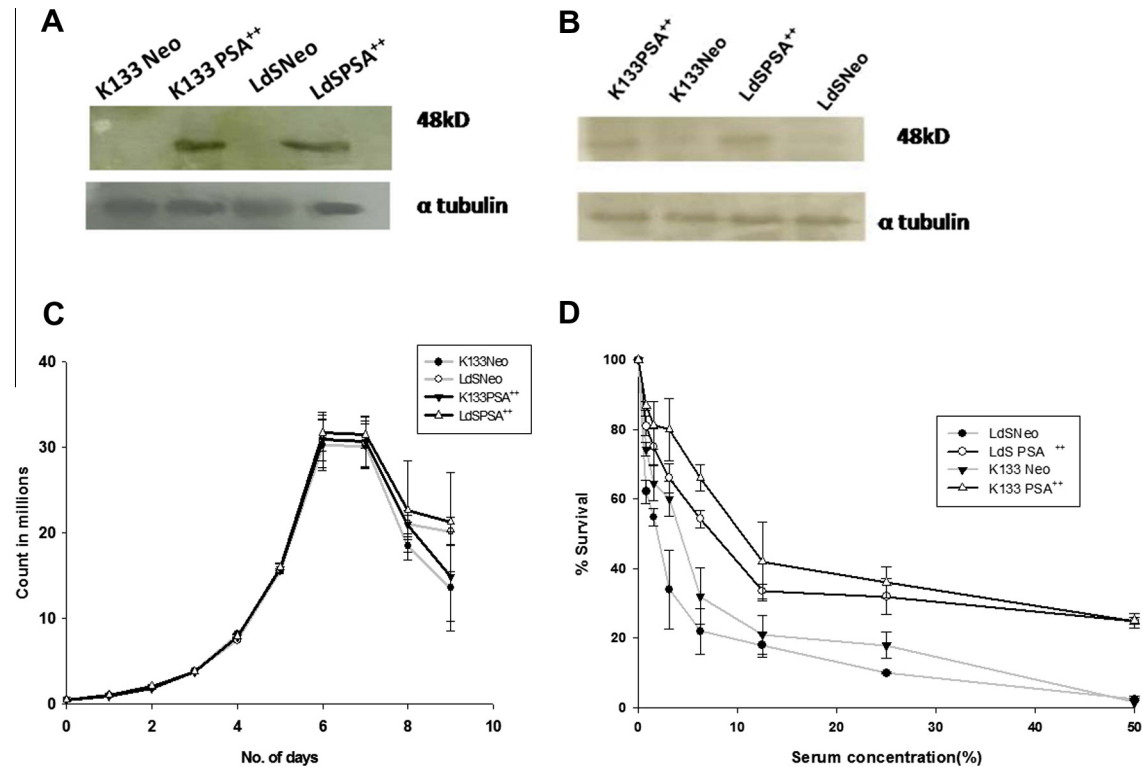 A
K133 Neo
K133 PSA++
LdSNeo
LdSPSA++
48kD
α tubulin
B
K133PSA++
K133Neo
LdSPSA++
LdSNeo
48kD
α tubulin
C
Count in millions
40
30
20
10
0
0 2 4 6 8 10
No. of days
K133Neo
LdSNeo
K133PSA++
LdSPSA++
D
% Survival
100
80
60
40
20
0
0 10 20 30 40 50
Serum concentration(%)
LdSNeo
LdS PSA ++
K133 Neo
K133 PSA++